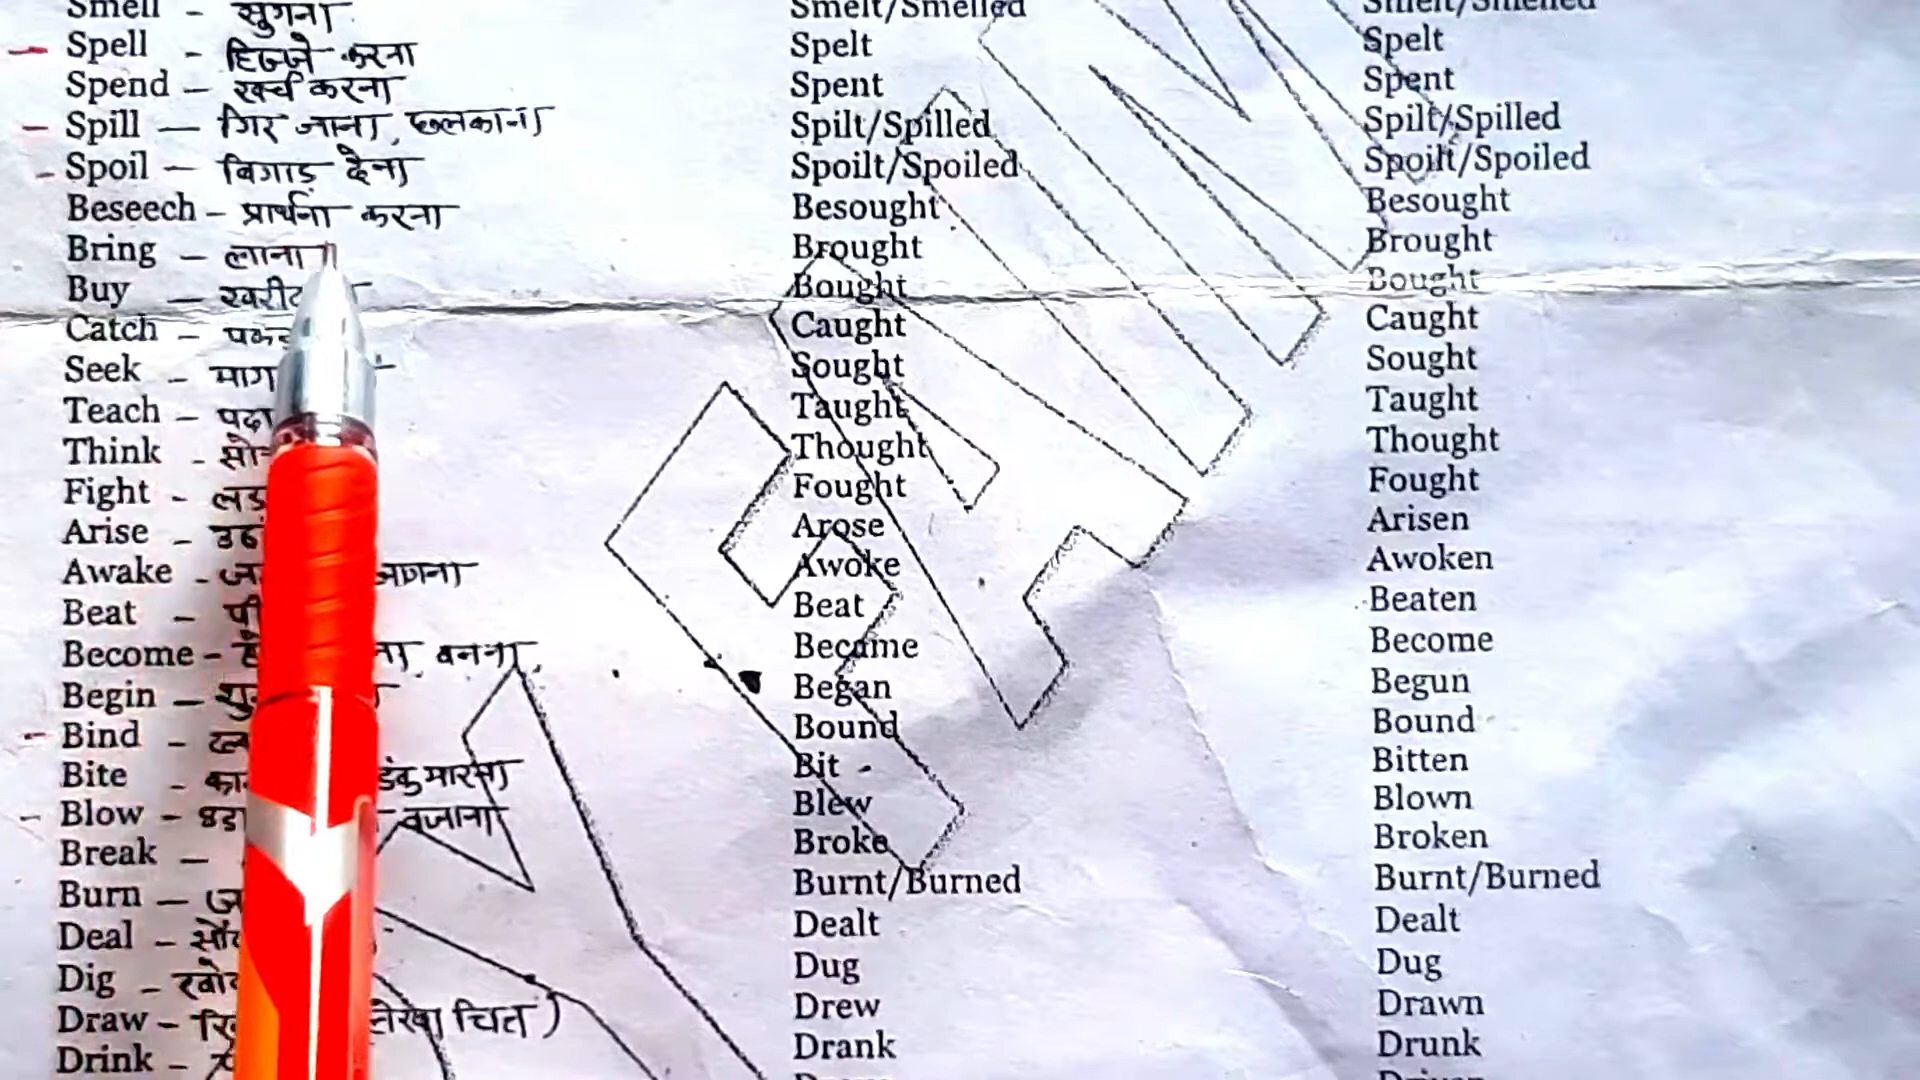 Smell - सुगना Smelt/Smelled Smelt/Smelled
Spell - हिज्जे करना Spelt Spelt
Spend - खर्च करना Spent Spent
Spill - गिर जाना, छलकाना Spilt/Spilled Spilt/Spilled
Spoil - बिगाड़ देना Spoilt/Spoiled Spoilt/Spoiled
Beseech - प्रार्थना करना Besought Besought
Bring - लाना Brought Brought
Buy - Bought Bought
Catch - Caught Caught
Seek - Sought Sought
Teach - Taught Taught
Think - Thought Thought
Fight - Fought Fought
Arise - Arose Arisen
Awake - Awoke Awoken
Beat - Beat Beaten
Become - बनना Became Become
Begin - Began Begun
Bind - Bound Bound
Bite - डंक मारना Bit Bitten
Blow - बजाना Blew Blown
Break - Broke Broken
Burn - Burnt/Burned Burnt/Burned
Deal - Dealt Dealt
Dig - Dug Dug
Draw - चित्र) Drew Drawn
Drink - Drank Drunk